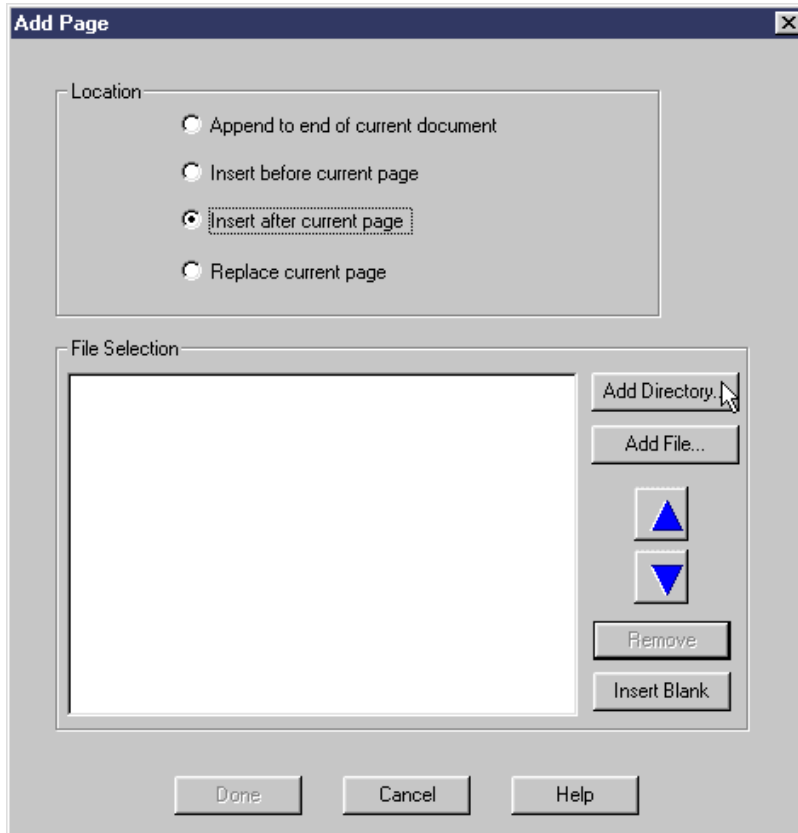 Add Page
Location
Append to end of current document
Insert before current page
Insert after current page
Replace current page
File Selection
Add Directory..
Add File...
Remove
Insert Blank
Done
Cancel
Help